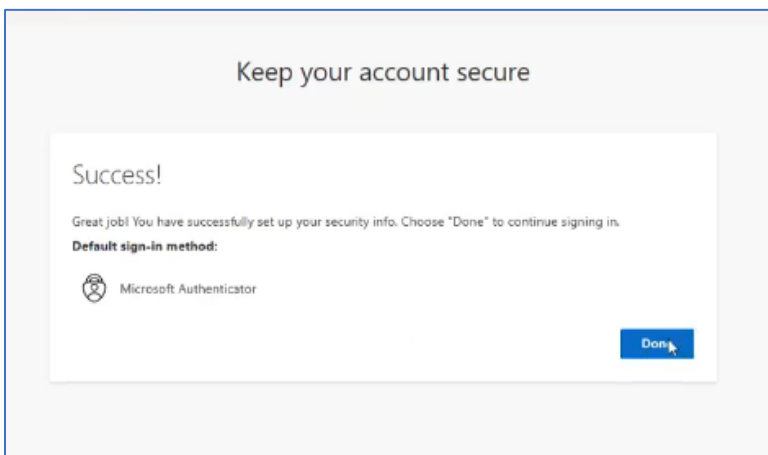 Keep your account secure
Success!
Great job! You have successfully set up your security info. Choose "Done" to continue signing in.
Default sign-in method:
Microsoft Authenticator
Done